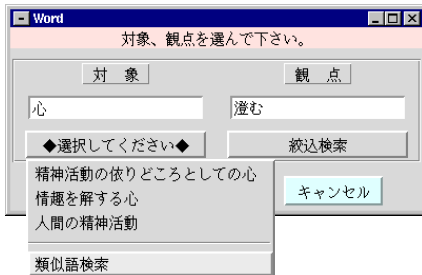 Word
対象、観点を選んで下さい。
対 象
観 点
心
澄む
◆選択してください◆
絞込検索
精神活動の依りどころとしての心
情趣を解する心
人間の精神活動
キャンセル
類似語検索